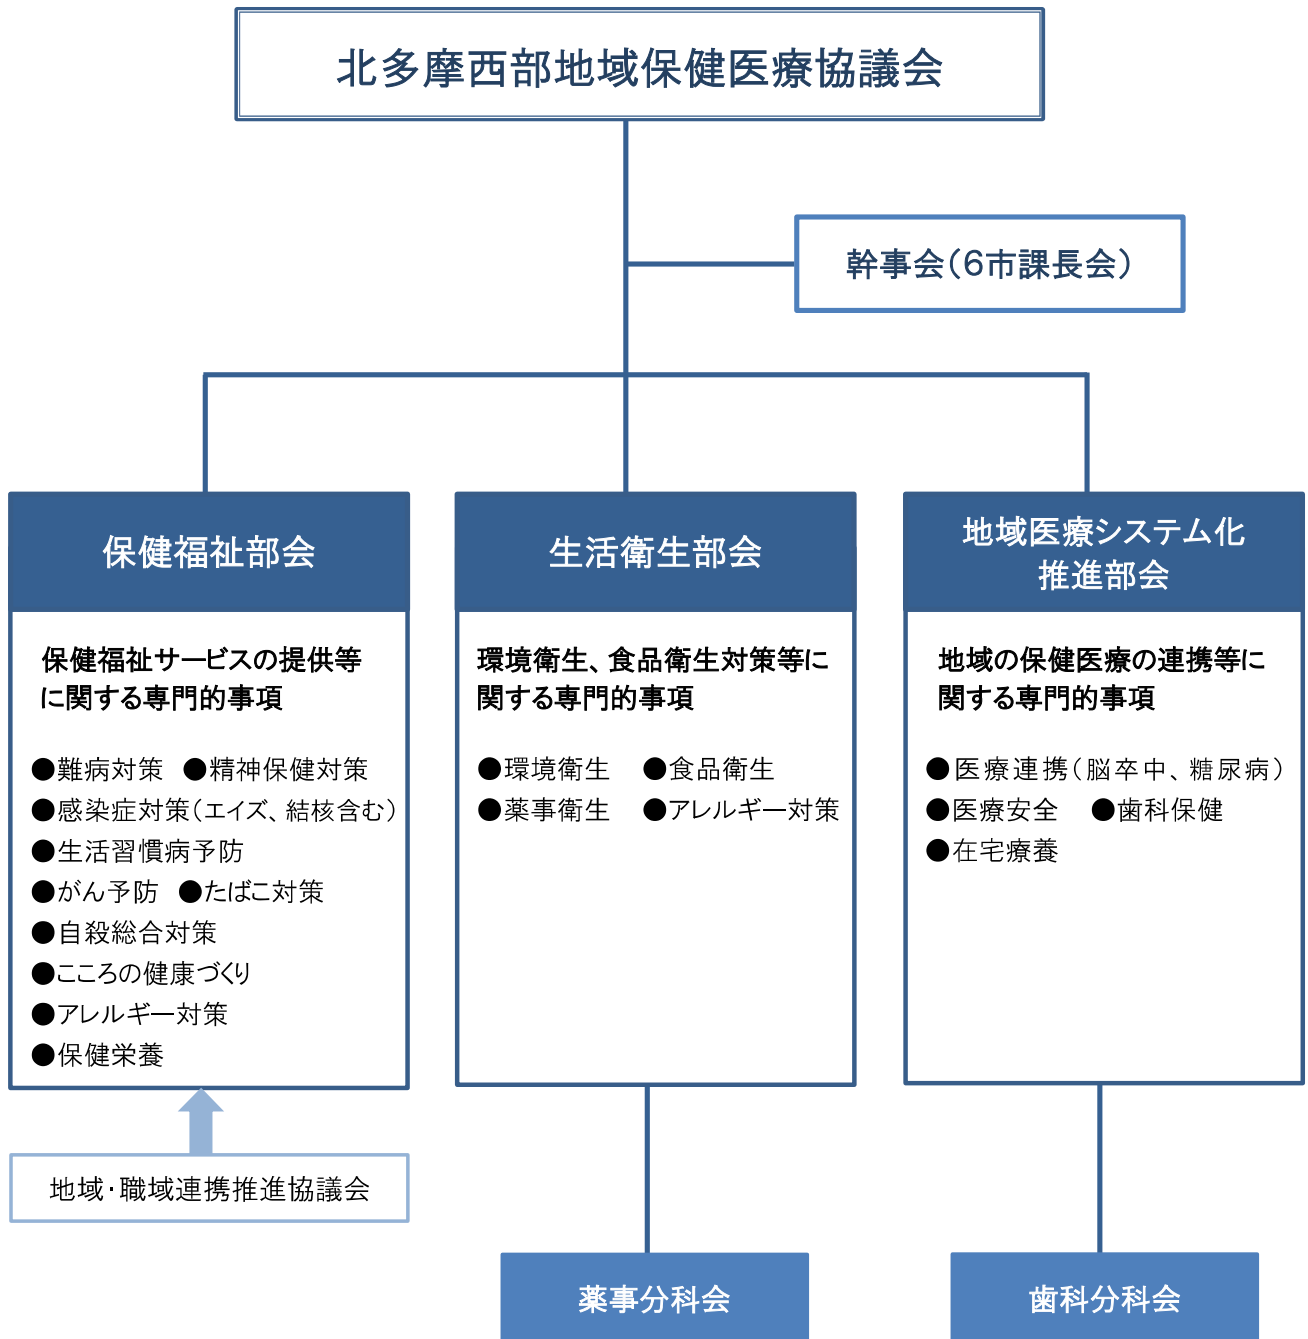 北多摩西部地域保健医療協議会
幹事会（6市課長会）
保健福祉部会
保健福祉サービスの提供等
に関する専門的事項
●難病対策　●精神保健対策
●感染症対策（エイズ、結核含む）
●生活習慣病予防
●がん予防　●たばこ対策
●自殺総合対策
●こころの健康づくり
●アレルギー対策
●保健栄養
地域・職域連携推進協議会
生活衛生部会
環境衛生、食品衛生対策等に
関する専門的事項
●環境衛生　●食品衛生
●薬事衛生　●アレルギー対策
薬事分科会
地域医療システム化
推進部会
地域の保健医療の連携等に
関する専門的事項
●医療連携（脳卒中、糖尿病）
●医療安全　●歯科保健
●在宅療養
歯科分科会